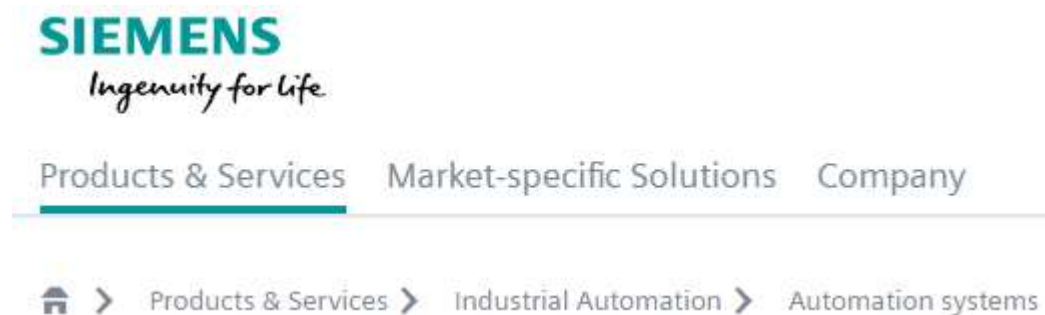 SIEMENS
Ingenuity for life
Products & Services Market-specific Solutions Company
Products & Services Industrial Automation Automation systems